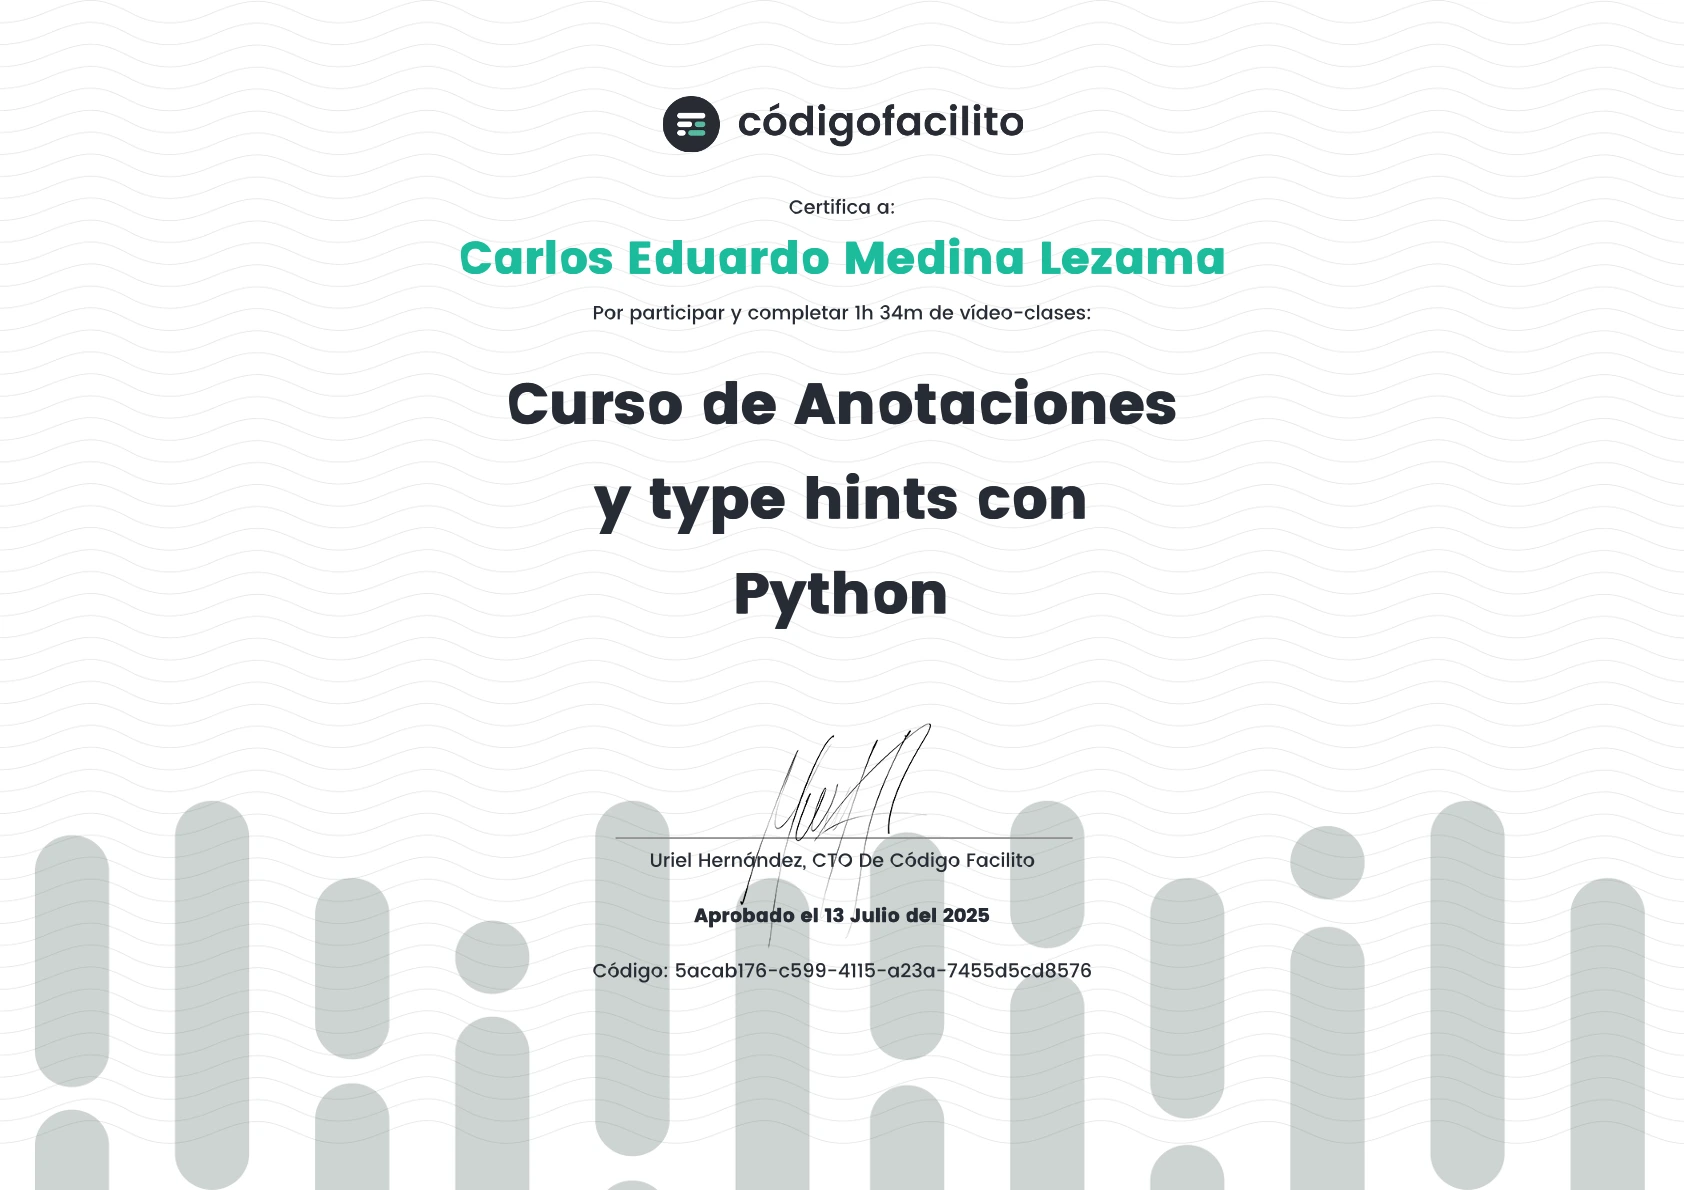 códigofacilito
Certifica a:
Carlos Eduardo Medina Lezama
Por participar y completar 1h 34m de vídeo-clases:
Curso de Anotaciones
y type hints con
Python
Uriel Hernández, CTO De Código Facilito
Aprobado el 13 Julio del 2025
Código: 5acab176-c599-4115-a23a-7455d5cd8576